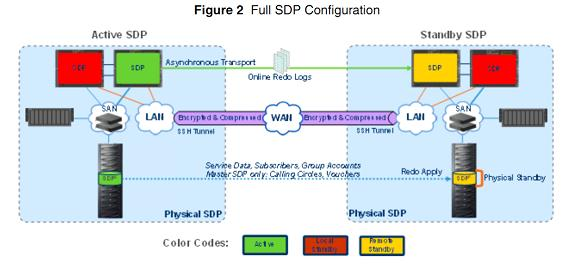 Figure 2 Full SDP Configuration
Active SDP
Standby SDP
SDP
SDP
Asynchronous Transport
Online Redo Logs
SDP
SDP
SAN
LAN
Encrypted & Compressed
SSH Tunnel
WAN
Encrypted & Compressed
SSH Tunnel
LAN
SAN
Service Data, Subscribers, Group Accounts
Master SDP only: Calling Circles, Vouchers
Redo Apply
SDP
SDP
Physical Standby
Physical SDP
Physical SDP
Color Codes:
Active
Local Standby
Remote Standby